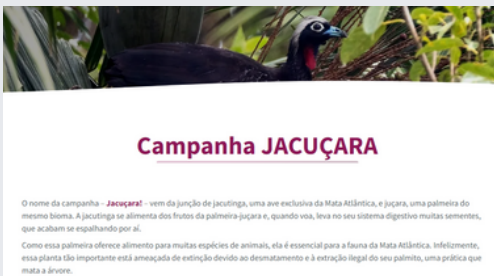 Campanha JACUÇARA
O nome da campanha – Jacuçara! – vem da junção de jacutinga, uma ave exclusiva da Mata Atlântica, e juçara, uma palmeira do
mesmo bioma. A jacutinga se alimenta dos frutos da palmeira-juçara e, quando voa, leva no seu sistema digestivo muitas sementes,
que acabam se espalhando por aí.
Como essa palmeira oferece alimento para muitas espécies de animais, ela é essencial para a fauna da Mata Atlântica. Infelizmente,
essa planta tão importante está ameaçada de extinção devido ao desmatamento e à extração ilegal do seu palmito, uma prática que
mata a árvore.